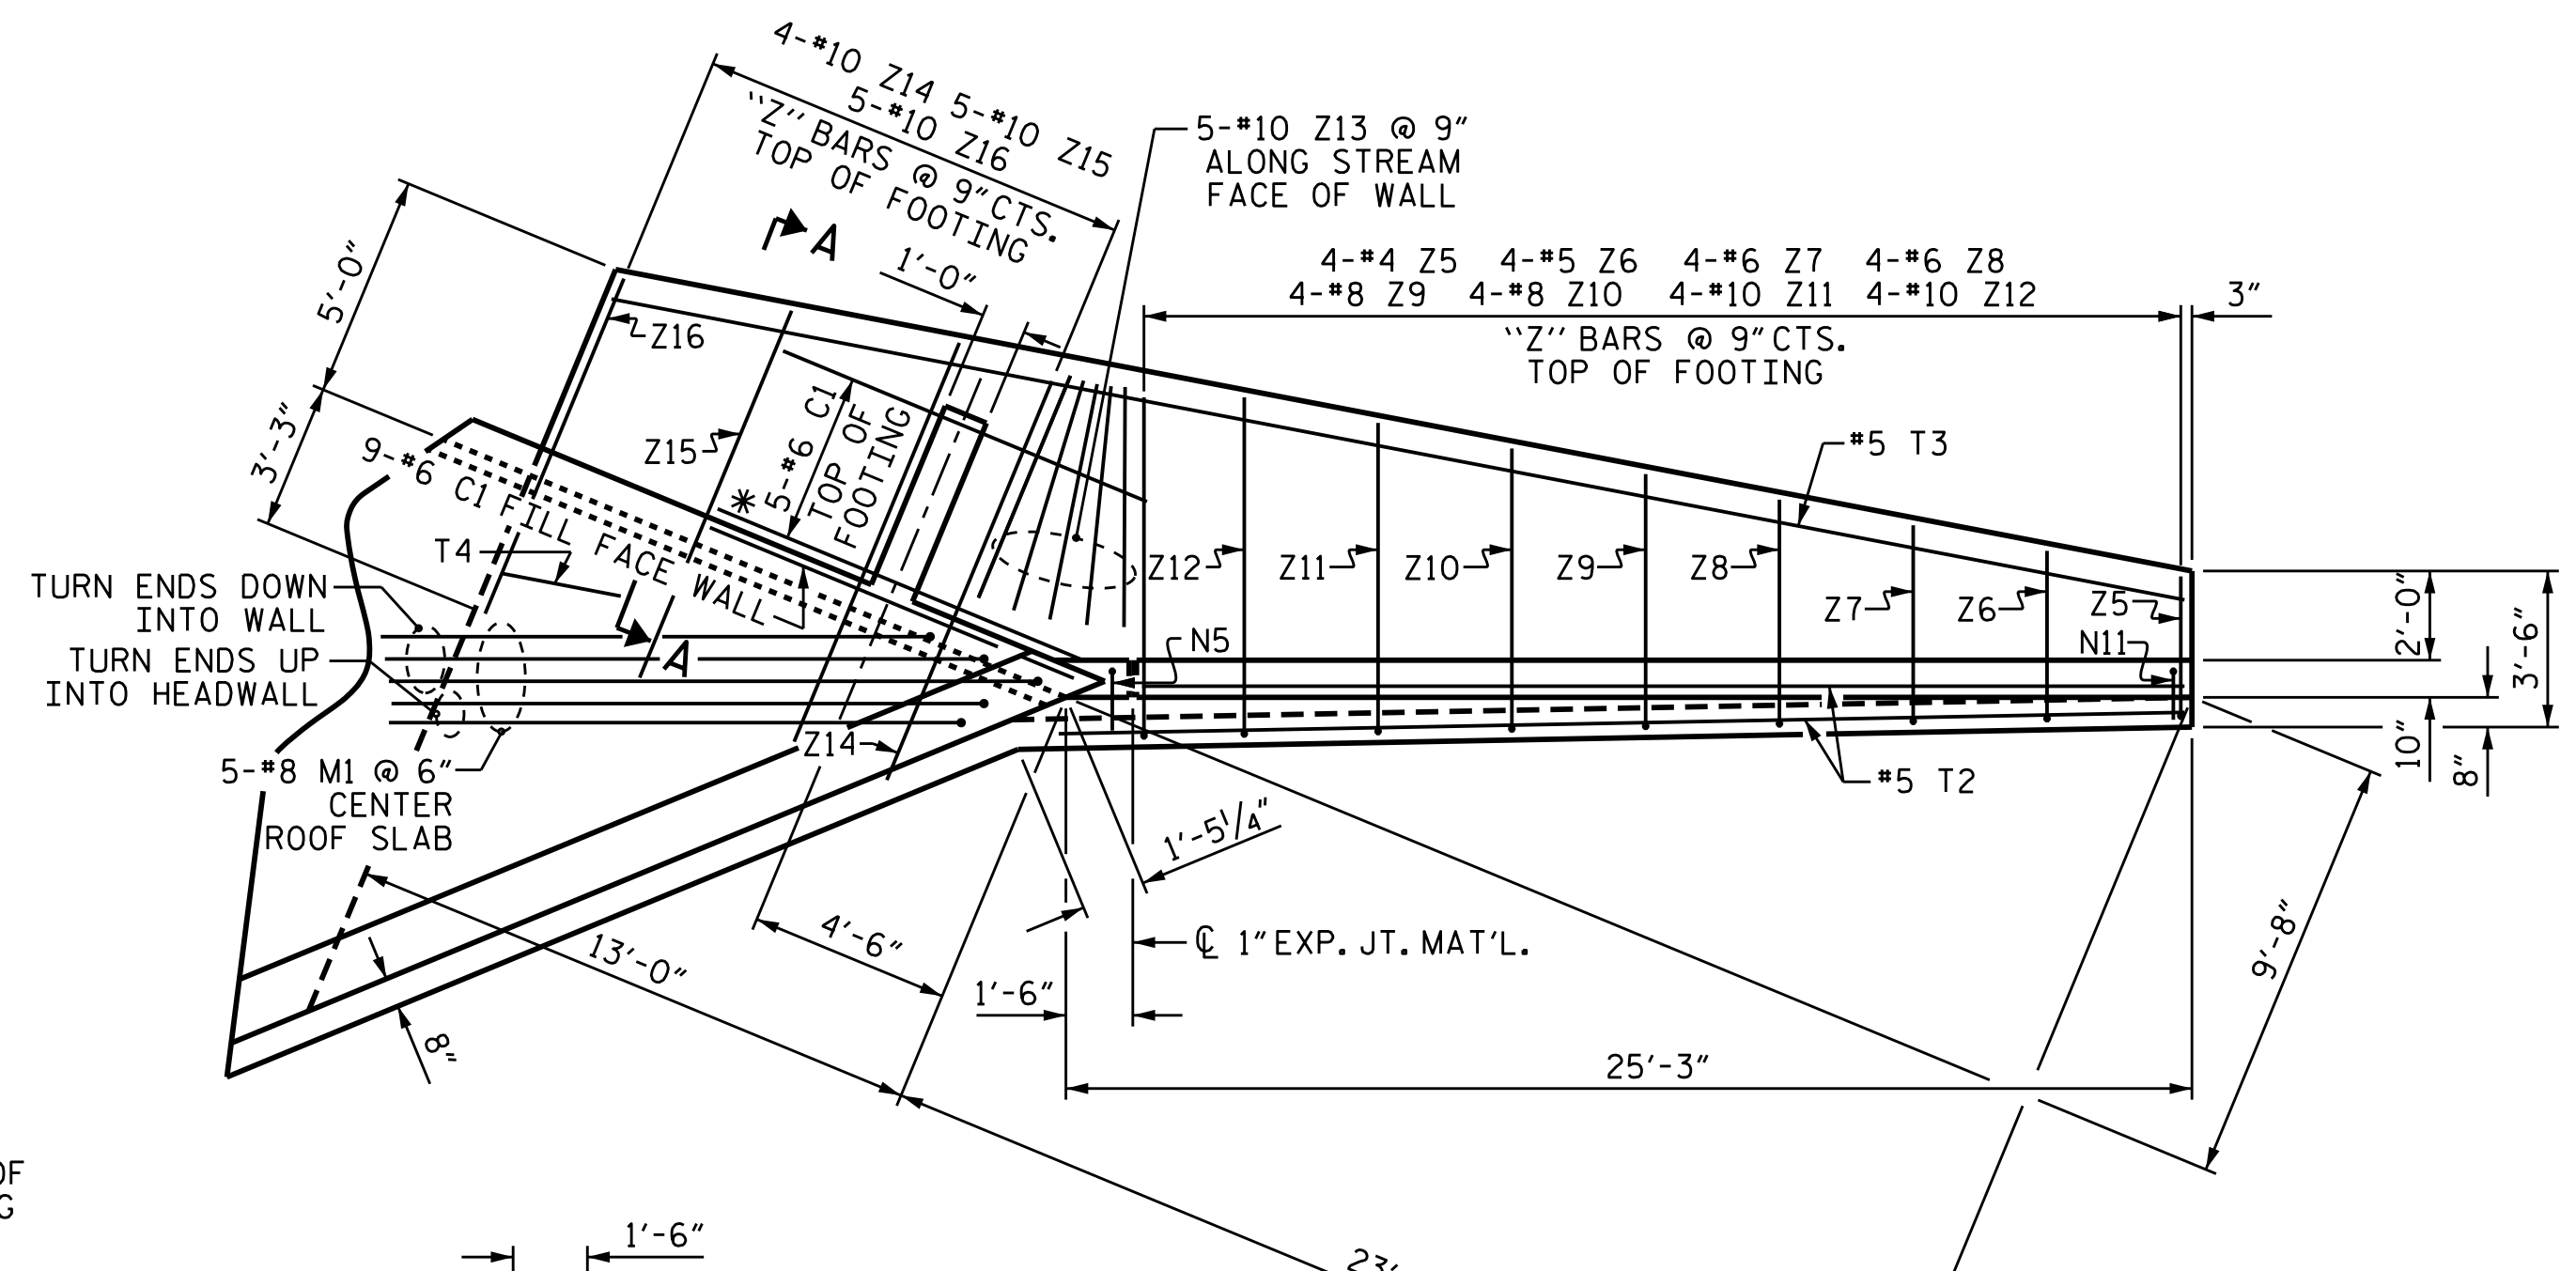 4-#10 Z14 5-#10 Z15
5-#10 Z16
"Z" BARS @ 9" CTS.
TOP OF FOOTING
5-#10 Z13 @ 9"
ALONG STREAM
FACE OF WALL
A
1'-0"
4-#4 Z5 4-#5 Z6 4-#6 Z7 4-#6 Z8
4-#8 Z9 4-#8 Z10 4-#10 Z11 4-#10 Z12
3"
"Z" BARS @ 9" CTS.
TOP OF FOOTING
5'-0"
Z16
3'-3"
Z15
* 5-#6 C1
TOP OF
FOOTING
#5 T3
9-#6 C1 FILL FACE WALL
T4
Z12
Z11
Z10
Z9
Z8
Z7
Z6
Z5
TURN ENDS DOWN
INTO WALL
TURN ENDS UP
INTO HEADWALL
A
N5
N11
2'-0"
3'-6"
10"
8"
Z14
5-#8 M1 @ 6"
CENTER
ROOF SLAB
#5 T2
1'-5 1/4"
4'-6"
13'-0"
8"
℄ 1" EXP. JT. MAT'L.
1'-6"
9'-8"
25'-3"
OF
G
1'-6"
23'